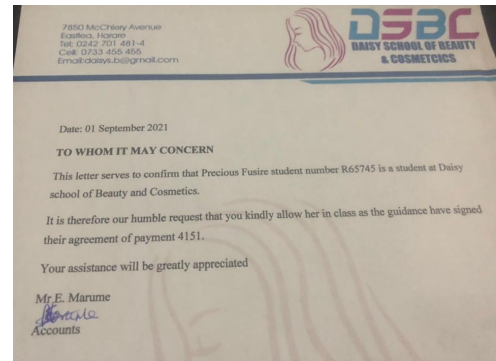 7850 McChlery Avenue
Eastlea, Harare
Tel: 0242 701 481-4
Cell: 0733 455 455
Email:daisys.b@gmail.com
DSBC
DAISY SCHOOL OF BEAUTY
& COSMETCICS
Date: 01 September 2021
TO WHOM IT MAY CONCERN
This letter serves to confirm that Precious Fusire student number R65745 is a student at Daisy
school of Beauty and Cosmetics.
It is therefore our humble request that you kindly allow her in class as the guidance have signed
their agreement of payment 4151.
Your assistance will be greatly appreciated
Mr E. Marume
Accounts